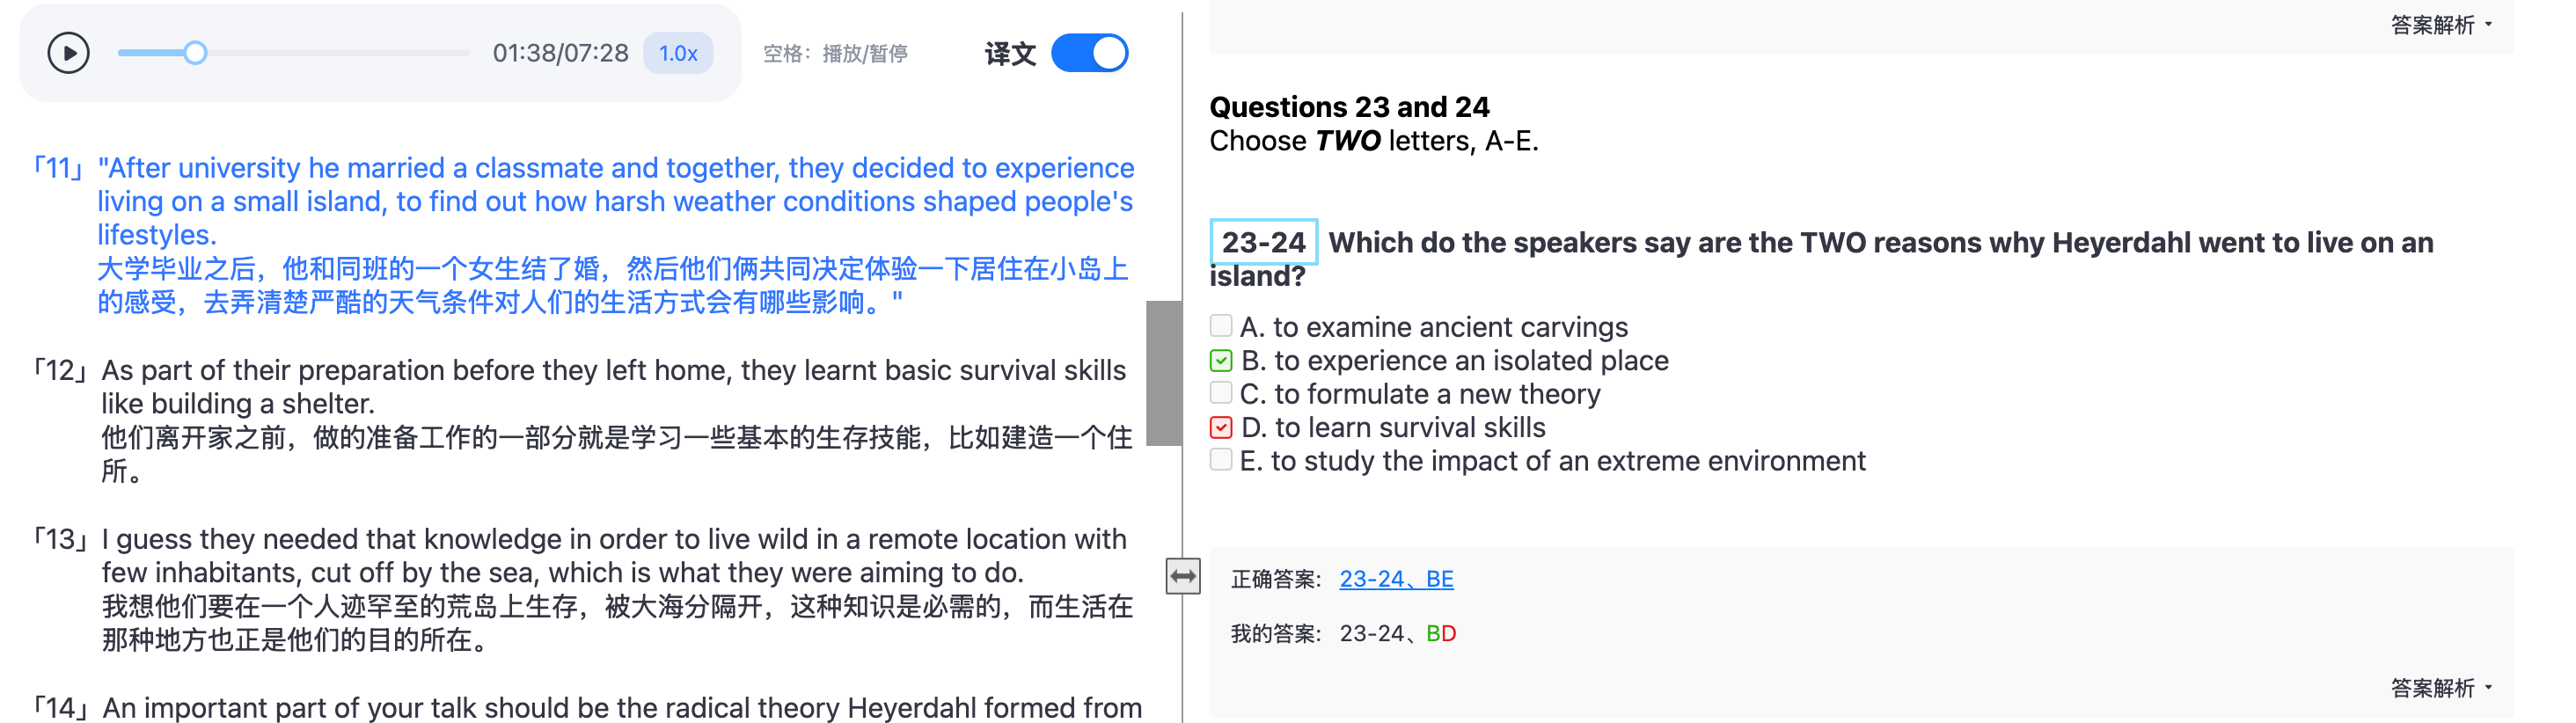 01:38/07:28 1.0x 空格：播放/暂停 译文
「11」"After university he married a classmate and together, they decided to experience
living on a small island, to find out how harsh weather conditions shaped people's
lifestyles.
大学毕业之后，他和同班的一个女生结了婚，然后他们俩共同决定体验一下居住在小岛上
的感受，去弄清楚严酷的天气条件对人们的生活方式会有哪些影响。"
「12」As part of their preparation before they left home, they learnt basic survival skills
like building a shelter.
他们离开家之前，做的准备工作的一部分就是学习一些基本的生存技能，比如建造一个住
所。
「13」I guess they needed that knowledge in order to live wild in a remote location with
few inhabitants, cut off by the sea, which is what they were aiming to do.
我想他们要在一个人迹罕至的荒岛上生存，被大海分隔开，这种知识是必需的，而生活在
那种地方也正是他们的目的所在。
「14」An important part of your talk should be the radical theory Heyerdahl formed from
答案解析
Questions 23 and 24
Choose TWO letters, A-E.
23-24 Which do the speakers say are the TWO reasons why Heyerdahl went to live on an
island?
A. to examine ancient carvings
B. to experience an isolated place
C. to formulate a new theory
D. to learn survival skills
E. to study the impact of an extreme environment
正确答案: 23-24、BE
我的答案: 23-24、BD
答案解析